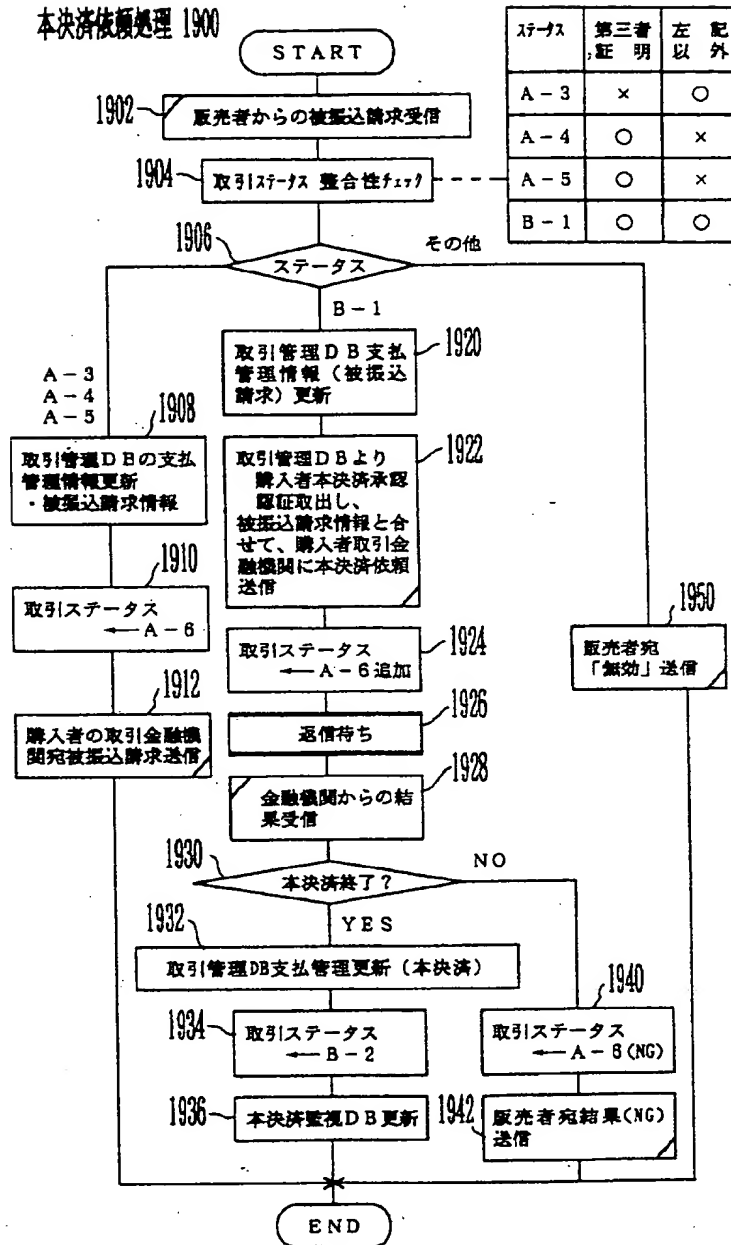 本決済依頼処理 1900
START
ステータス
第三者証明
左記以外
A-3 × ○
A-4 ○ ×
A-5 ○ ×
B-1 ○ ○
1902
販売者からの被振込請求受信
1904
取引ステータス 整合性チェック
1906
ステータス
その他
B-1
A-3
A-4
A-5
1908
取引管理DBの支払
管理情報更新
・被振込請求情報
1910
取引ステータス
← A-6
1912
購入者の取引金融機
関宛被振込請求送信
1920
取引管理DB支払
管理情報(被振込
請求)更新
1922
取引管理DBより
購入者本決済承認
認証取出し、
被振込請求情報と合
せて、購入者取引金
融機関に本決済依頼
送信
1924
取引ステータス
← A-6追加
1926
返信待ち
1928
金融機関からの結
果受信
1930
本決済終了?
NO
YES
1932
取引管理DB支払管理更新(本決済)
1934
取引ステータス
← B-2
1936
本決済監視DB更新
1940
取引ステータス
← A-6(NG)
1942
販売者宛結果(NG)
送信
1950
販売者宛
「無効」送信
END